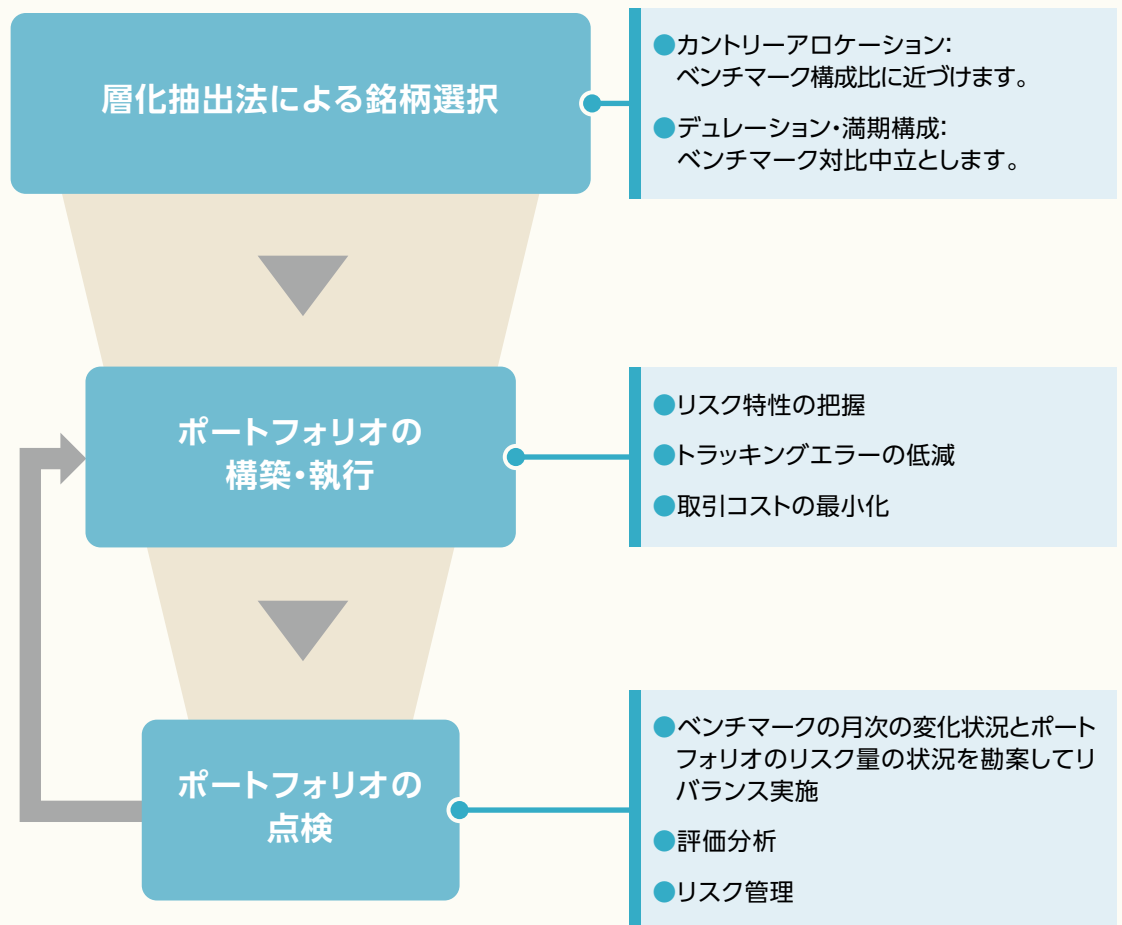 層化抽出法による銘柄選択
●カントリーアロケーション：
ベンチマーク構成比に近づけます。
●デュレーション・満期構成：
ベンチマーク対比中立とします。
ポートフォリオの
構築・執行
●リスク特性の把握
●トラッキングエラーの低減
●取引コストの最小化
ポートフォリオの
点検
●ベンチマークの月次の変化状況とポート
フォリオのリスク量の状況を勘案してリ
バランス実施
●評価分析
●リスク管理